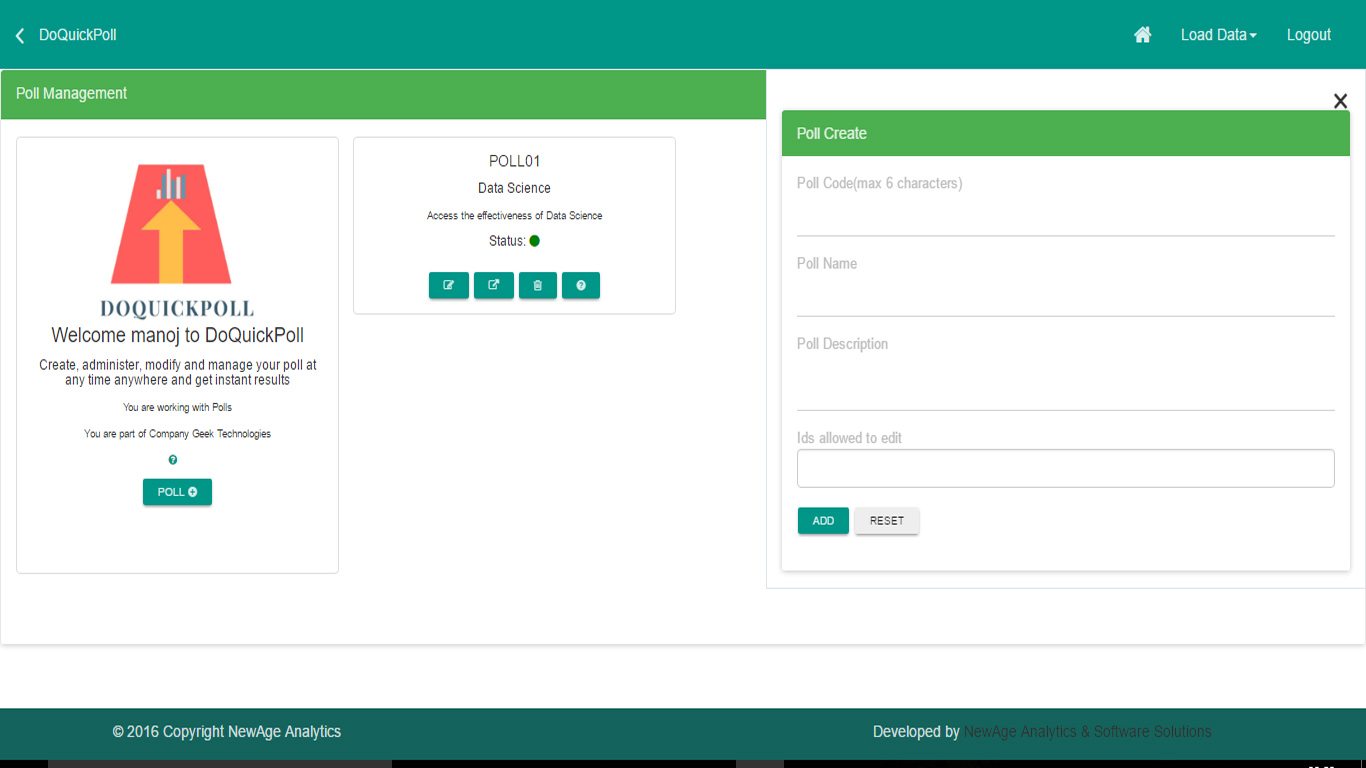 DoQuickPoll
Load Data
Logout
Poll Management
DOQUICKPOLL
Welcome manoj to DoQuickPoll
Create, administer, modify and manage your poll at
any time anywhere and get instant results
You are working with Polls
You are part of Company Geek Technologies
POLL
POLL01
Data Science
Access the effectiveness of Data Science
Status:
Poll Create
Poll Code(max 6 characters)
Poll Name
Poll Description
Ids allowed to edit
ADD
RESET
© 2016 Copyright NewAge Analytics
Developed by NewAge Analytics & Software Solutions